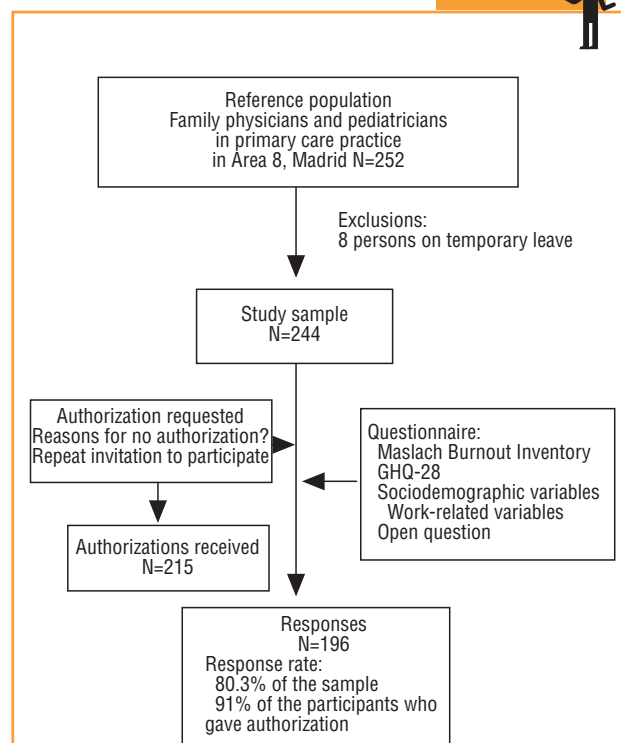 Reference population
Family physicians and pediatricians
in primary care practice
in Area 8, Madrid N=252
Exclusions:
8 persons on temporary leave
Study sample
N=244
Authorization requested
Reasons for no authorization?
Repeat invitation to participate
Questionnaire:
Maslach Burnout Inventory
GHQ-28
Sociodemographic variables
Work-related variables
Open question
Authorizations received
N=215
Responses
N=196
Response rate:
80.3% of the sample
91% of the participants who
gave authorization